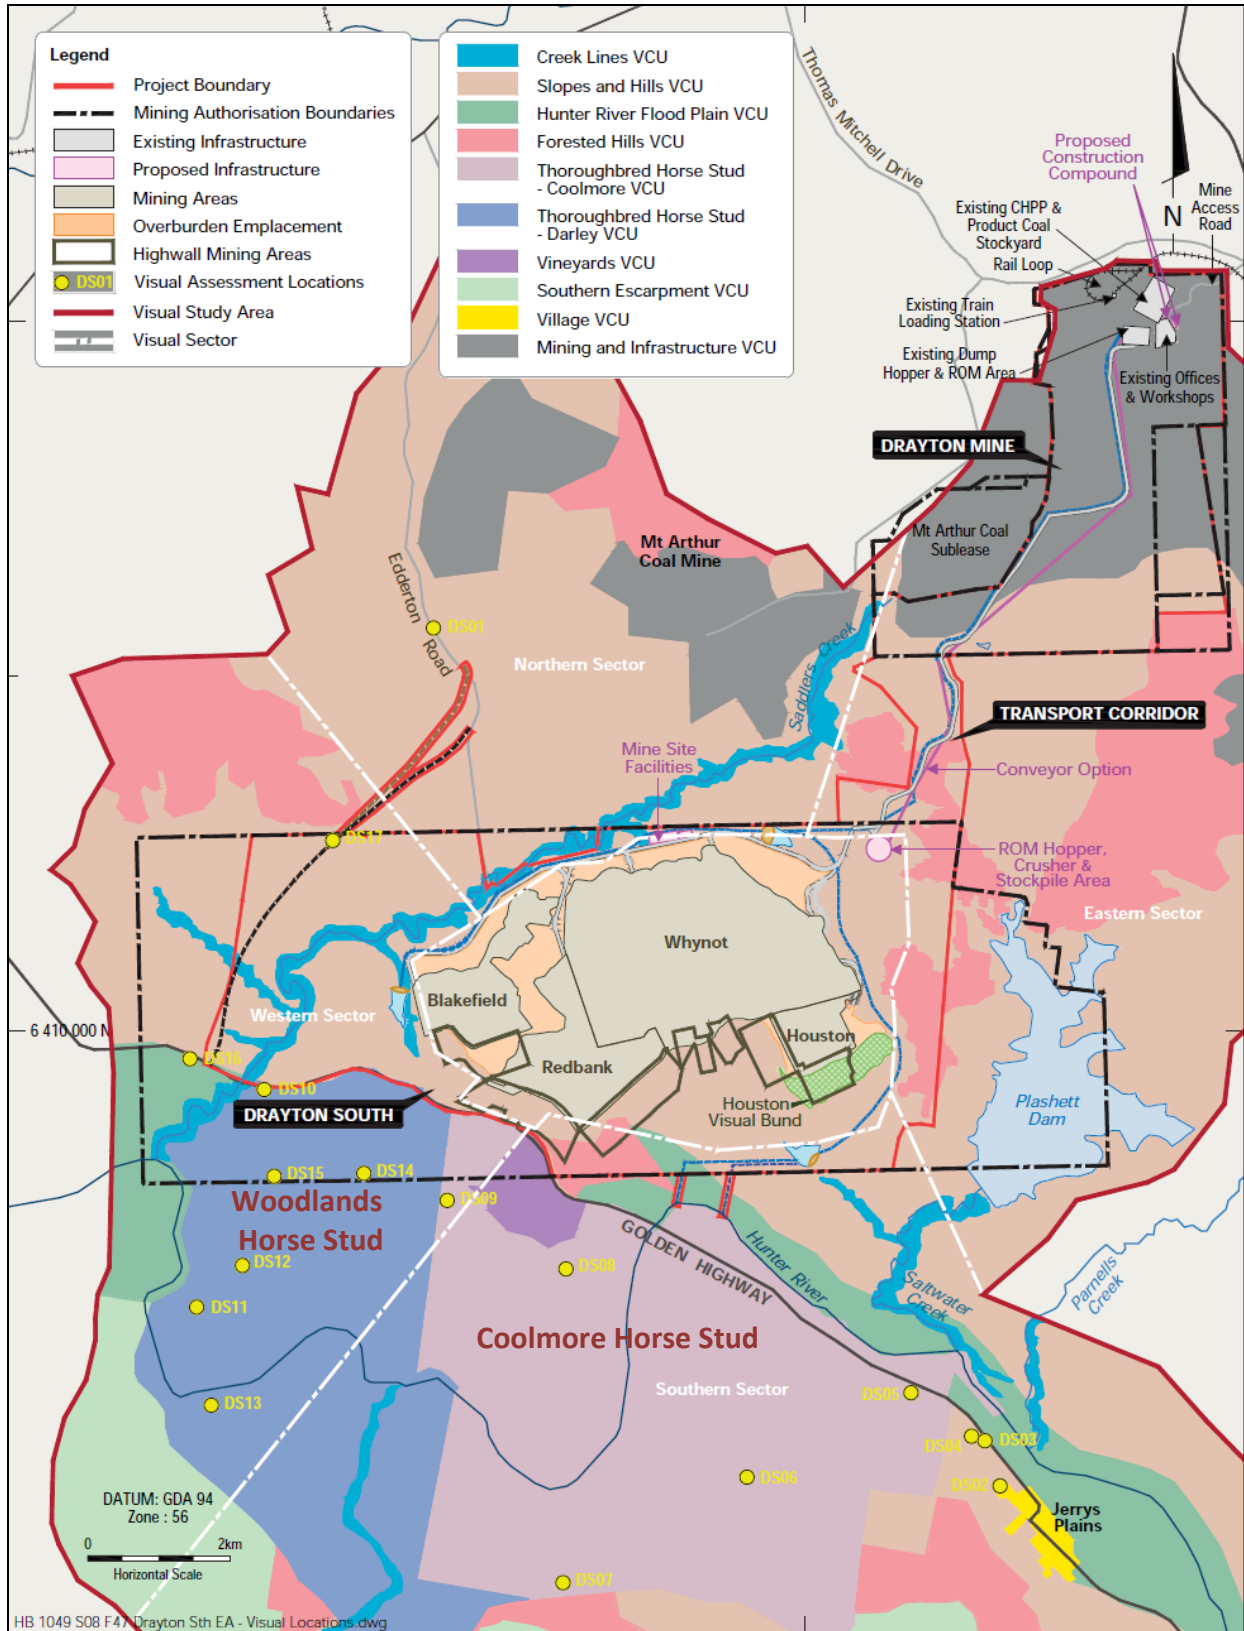 Legend
Project Boundary
Mining Authorisation Boundaries
Existing Infrastructure
Proposed Infrastructure
Mining Areas
Overburden Emplacement
Highwall Mining Areas
DS01 Visual Assessment Locations
Visual Study Area
Visual Sector
Creek Lines VCU
Slopes and Hills VCU
Hunter River Flood Plain VCU
Forested Hills VCU
Thoroughbred Horse Stud
- Coolmore VCU
Thoroughbred Horse Stud
- Darley VCU
Vineyards VCU
Southern Escarpment VCU
Village VCU
Mining and Infrastructure VCU
Thomas Mitchell Drive
Proposed
Construction
Compound
N
Mine
Access
Road
Existing CHPP &
Product Coal
Stockyard
Rail Loop
Existing Train
Loading Station
Existing Dump
Hopper & ROM Area
Existing Offices
& Workshops
DRAYTON MINE
Mt Arthur Coal
Sublease
Mt Arthur
Coal Mine
Edderton Road
DS01
Northern Sector
Saddlers Creek
TRANSPORT CORRIDOR
Mine Site
Facilities
Conveyor Option
DS17
ROM Hopper,
Crusher &
Stockpile Area
Eastern Sector
Whynot
Blakefield
Western Sector
6 410 000 N
Houston
Redbank
DS16
DS10
DRAYTON SOUTH
Houston
Visual Bund
Plashett
Dam
DS15
DS14
DS09
Woodlands
Horse Stud
GOLDEN HIGHWAY
Hunter River
DS12
DS08
Saltwater
Creek
Parnells
Creek
DS11
Coolmore Horse Stud
Southern Sector
DS05
DS13
DS04
DS03
DS06
DS02
Jerrys
Plains
DATUM: GDA 94
Zone : 56
0 2km
Horizontal Scale
DS07
HB 1049 S08 F47 Drayton Sth EA - Visual Locations.dwg